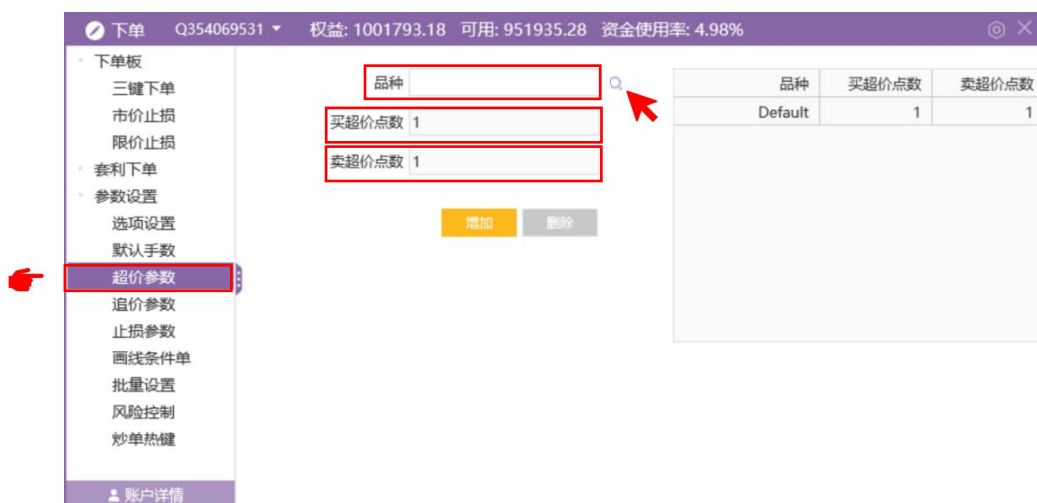 下单 Q354069531 权益: 1001793.18 可用: 951935.28 资金使用率: 4.98%
下单板
三键下单
市价止损
限价止损
套利下单
参数设置
选项设置
默认手数
超价参数
追价参数
止损参数
画线条件单
批量设置
风险控制
炒单热键
账户详情
品种
买超价点数 1
卖超价点数 1
增加 删除
品种 买超价点数 卖超价点数
Default 1 1